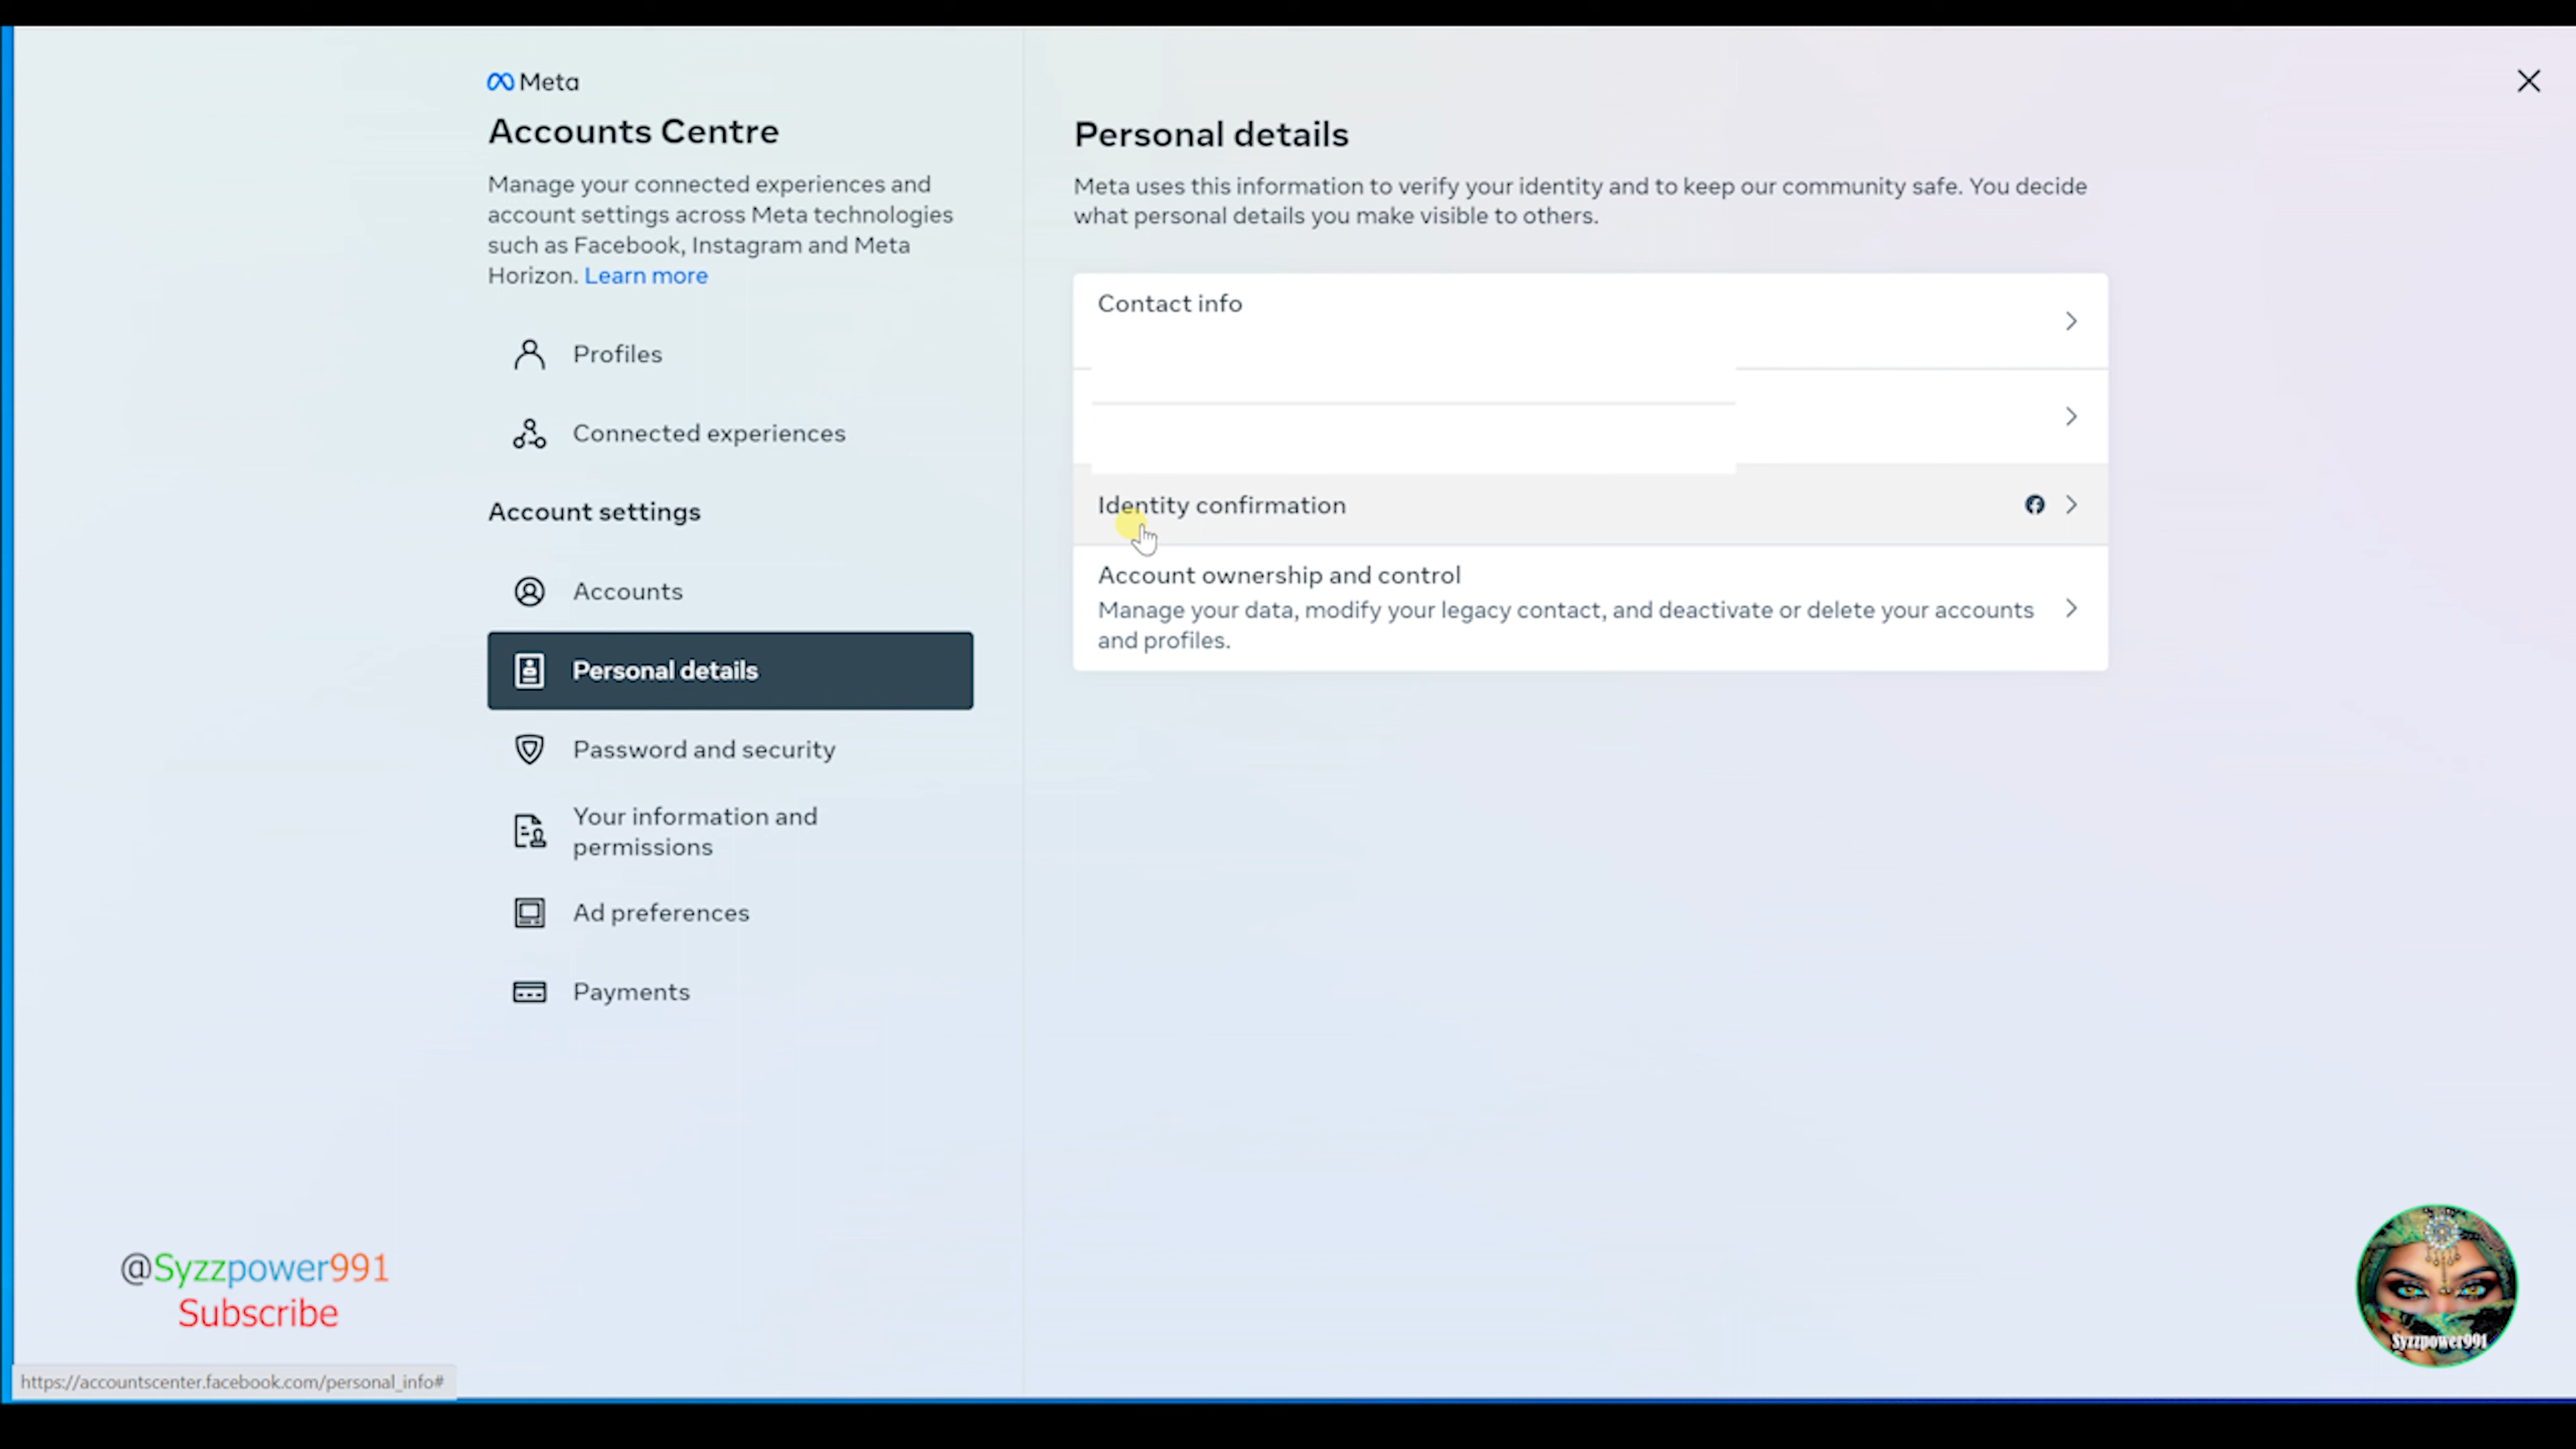 Meta
Accounts Centre
Manage your connected experiences and
account settings across Meta technologies
such as Facebook, Instagram and Meta
Horizon. Learn more
Profiles
Connected experiences
Account settings
Accounts
Personal details
Password and security
Your information and
permissions
Ad preferences
Payments
Personal details
Meta uses this information to verify your identity and to keep our community safe. You decide
what personal details you make visible to others.
Contact info
Identity confirmation
Account ownership and control
Manage your data, modify your legacy contact, and deactivate or delete your accounts
and profiles.
@Syzzpower991
Subscribe
Syzzpower991
https://accountscenter.facebook.com/personal_info#